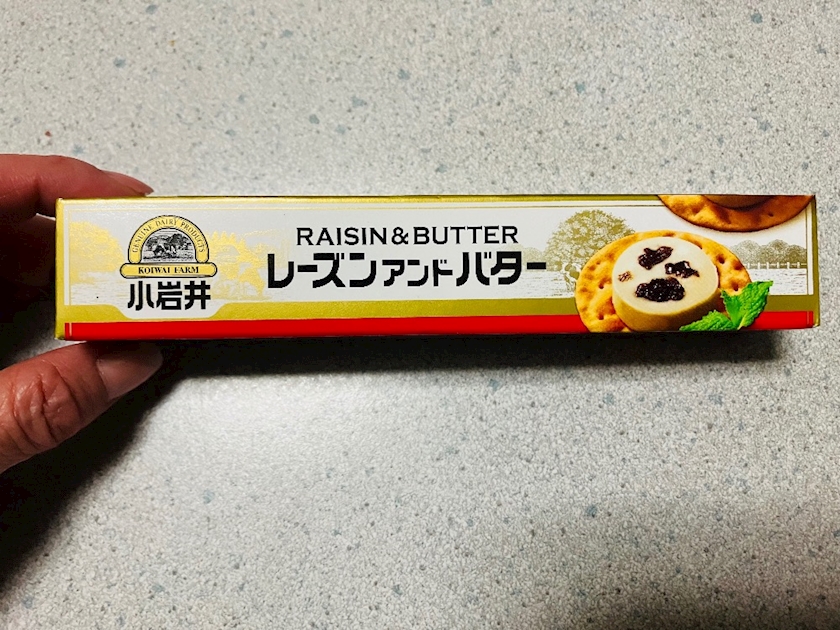 GENUINE DAIRY PRODUCTS
KOIWAI FARM
小岩井
RAISIN & BUTTER
レーズンアンドバター